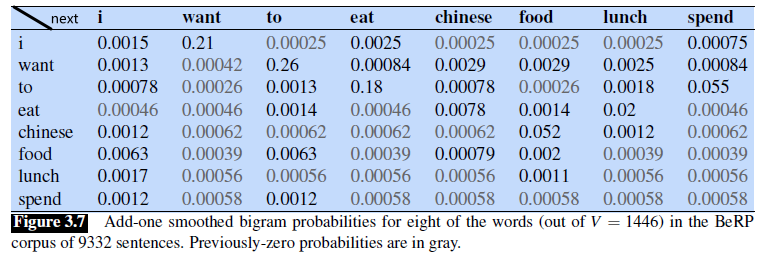 next i want to eat chinese food lunch spend
i 0.0015 0.21 0.00025 0.0025 0.00025 0.00025 0.00025 0.00075
want 0.0013 0.00042 0.26 0.00084 0.0029 0.0029 0.0025 0.00084
to 0.00078 0.00026 0.0013 0.18 0.00078 0.00026 0.0018 0.055
eat 0.00046 0.00046 0.0014 0.00046 0.0078 0.0014 0.02 0.00046
chinese 0.0012 0.00062 0.00062 0.00062 0.00062 0.052 0.0012 0.00062
food 0.0063 0.00039 0.0063 0.00039 0.00079 0.002 0.00039 0.00039
lunch 0.0017 0.00056 0.00056 0.00056 0.00056 0.0011 0.00056 0.00056
spend 0.0012 0.00058 0.0012 0.00058 0.00058 0.00058 0.00058 0.00058
Figure 3.7 Add-one smoothed bigram probabilities for eight of the words (out of V = 1446) in the BeRP
corpus of 9332 sentences. Previously-zero probabilities are in gray.